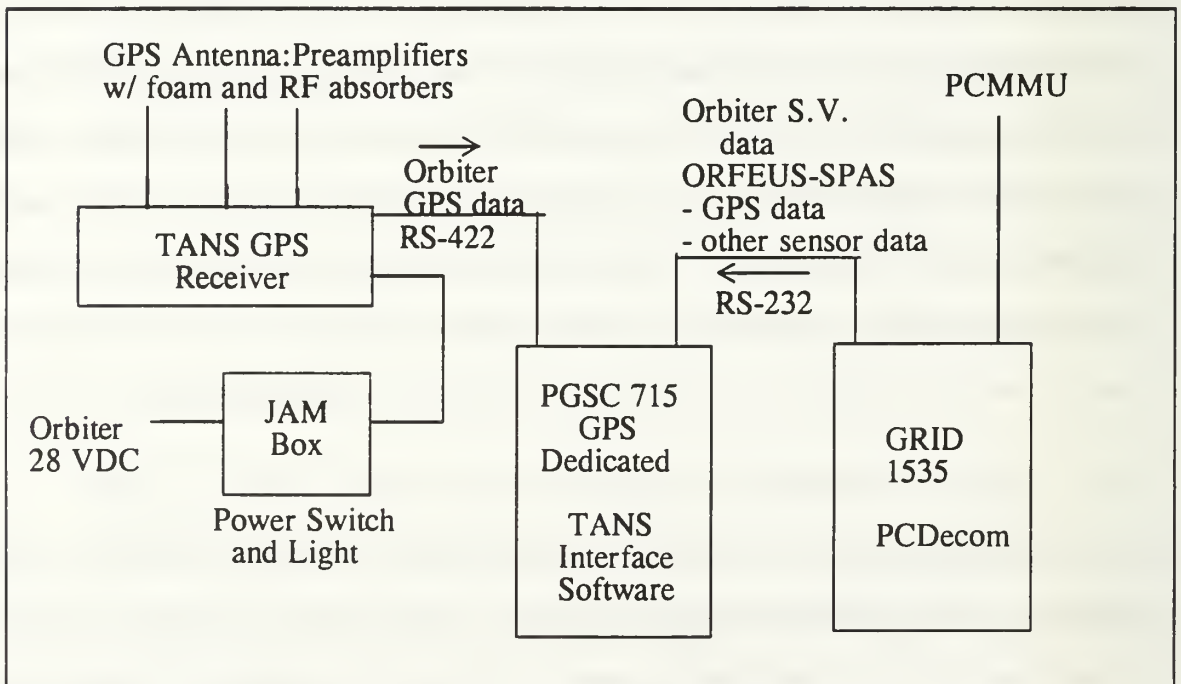 GPS Antenna:Preamplifiers
w/ foam and RF absorbers
Orbiter
GPS data
RS-422
TANS GPS
Receiver
Orbiter
28 VDC
JAM
Box
Power Switch
and Light
Orbiter S.V.
data
ORFEUS-SPAS
- GPS data
- other sensor data
RS-232
PCMMU
PGSC 715
GPS
Dedicated
TANS
Interface
Software
GRID
1535
PCDecom